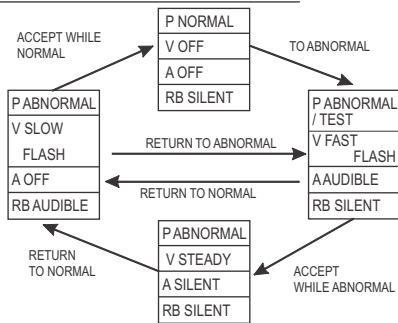 P NORMAL
V OFF
A OFF
RB SILENT
ACCEPT WHILE
NORMAL
TO ABNORMAL
P ABNORMAL
V SLOW
FLASH
A OFF
RB AUDIBLE
RETURN TO ABNORMAL
RETURN TO NORMAL
P ABNORMAL
/ TEST
V FAST
FLASH
A AUDIBLE
RB SILENT
P ABNORMAL
V STEADY
A SILENT
RB SILENT
RETURN
TO NORMAL
ACCEPT
WHILE ABNORMAL